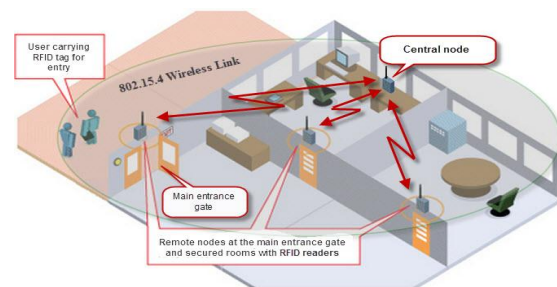 User carrying
RFID tag for
entry
802.15.4 Wireless Link
Central node
Main entrance
gate
Remote nodes at the main entrance gate
and secured rooms with RFID readers